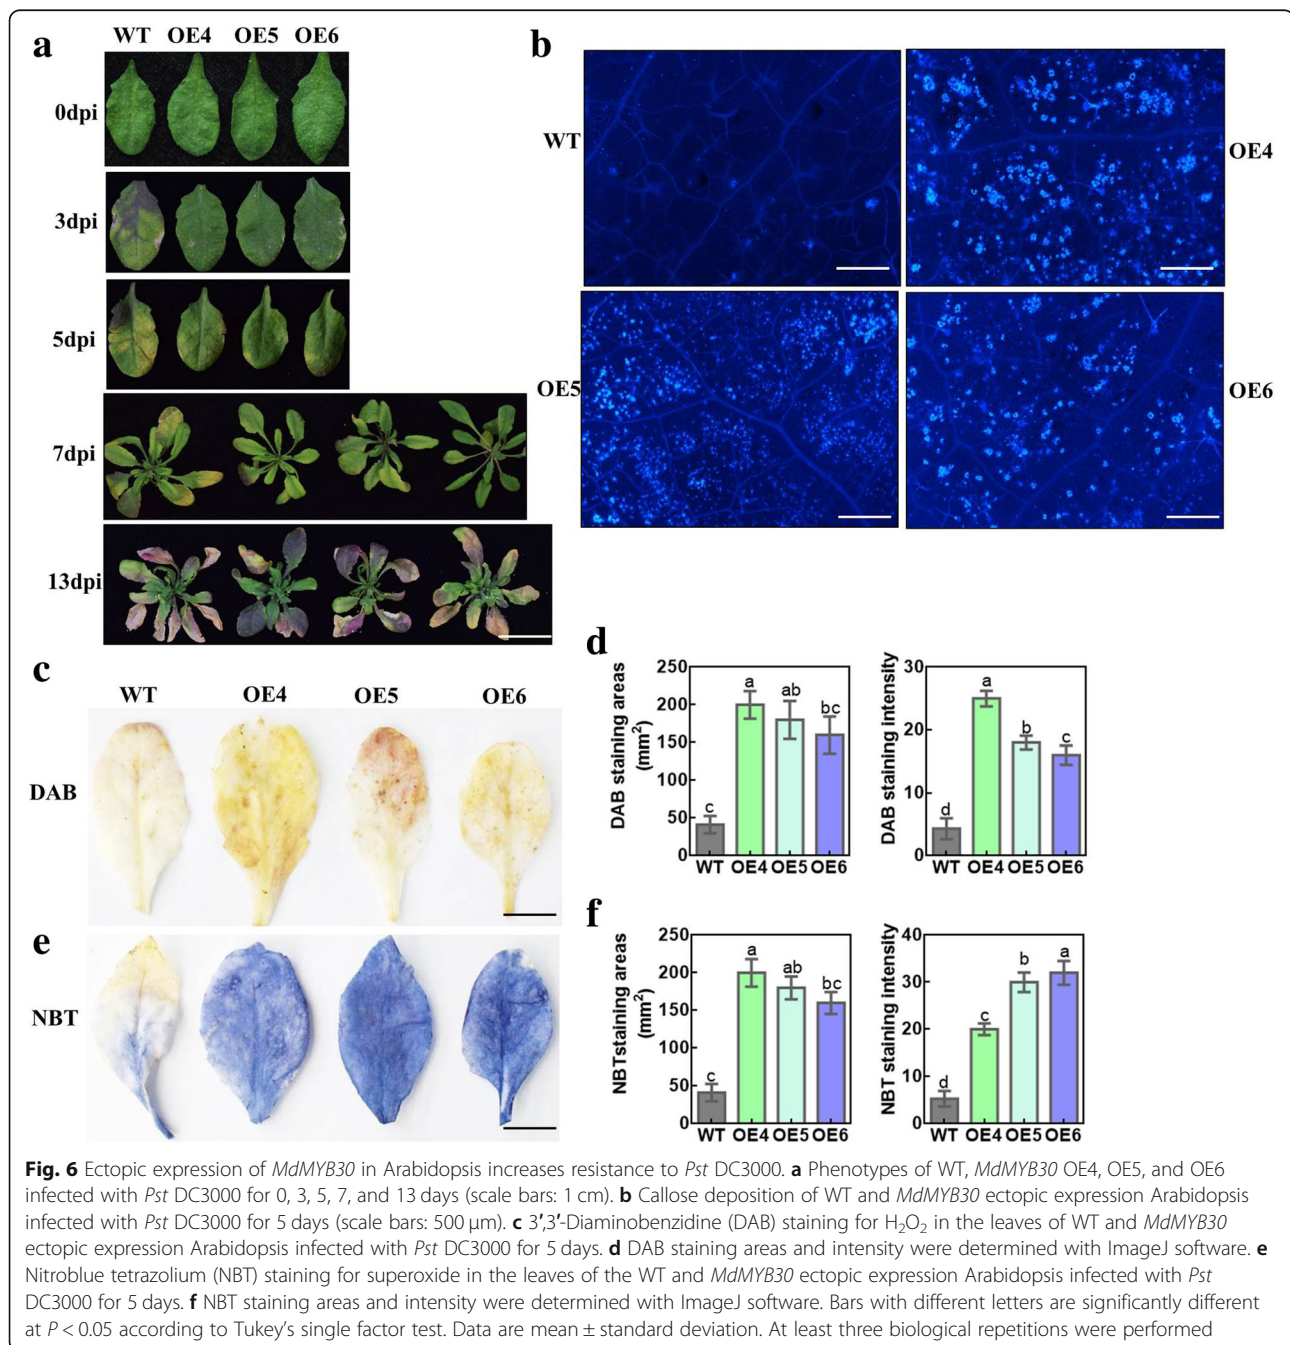 a
WT OE4 OE5 OE6
0dpi
3dpi
5dpi
7dpi
13dpi
b
WT
OE4
OE5
OE6
c
WT OE4 OE5 OE6
DAB
d
DAB staining areas
(mm²)
250
200
150
100
50
0
c
a
ab
bc
WT OE4 OE5 OE6
DAB staining intensity
30
20
10
0
d
a
b
c
WT OE4 OE5 OE6
e
NBT
f
NBTstaining areas
(mm²)
250
200
150
100
50
0
c
a
ab
bc
WT OE4 OE5 OE6
NBT staining intensity
40
30
20
10
0
d
c
b
a
WT OE4 OE5 OE6
Fig. 6 Ectopic expression of MdMYB30 in Arabidopsis increases resistance to Pst DC3000. a Phenotypes of WT, MdMYB30 OE4, OE5, and OE6
infected with Pst DC3000 for 0, 3, 5, 7, and 13 days (scale bars: 1 cm). b Callose deposition of WT and MdMYB30 ectopic expression Arabidopsis
infected with Pst DC3000 for 5 days (scale bars: 500 μm). c 3′,3′-Diaminobenzidine (DAB) staining for H₂O₂ in the leaves of WT and MdMYB30
ectopic expression Arabidopsis infected with Pst DC3000 for 5 days. d DAB staining areas and intensity were determined with ImageJ software. e
Nitroblue tetrazolium (NBT) staining for superoxide in the leaves of the WT and MdMYB30 ectopic expression Arabidopsis infected with Pst
DC3000 for 5 days. f NBT staining areas and intensity were determined with ImageJ software. Bars with different letters are significantly different
at P < 0.05 according to Tukey's single factor test. Data are mean ± standard deviation. At least three biological repetitions were performed